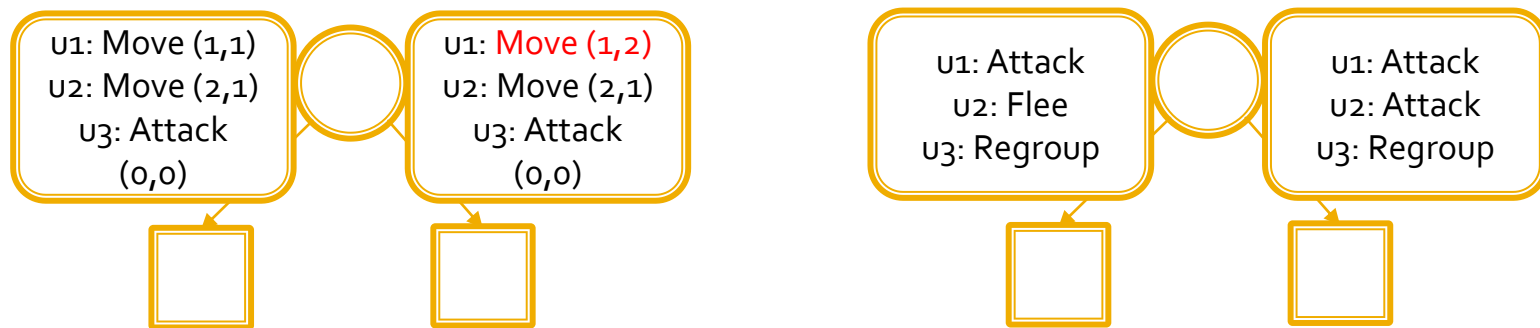 u1: Move (1,1)
u2: Move (2,1)
u3: Attack
(0,0)
u1: Move (1,2)
u2: Move (2,1)
u3: Attack
(0,0)
u1: Attack
u2: Flee
u3: Regroup
u1: Attack
u2: Attack
u3: Regroup